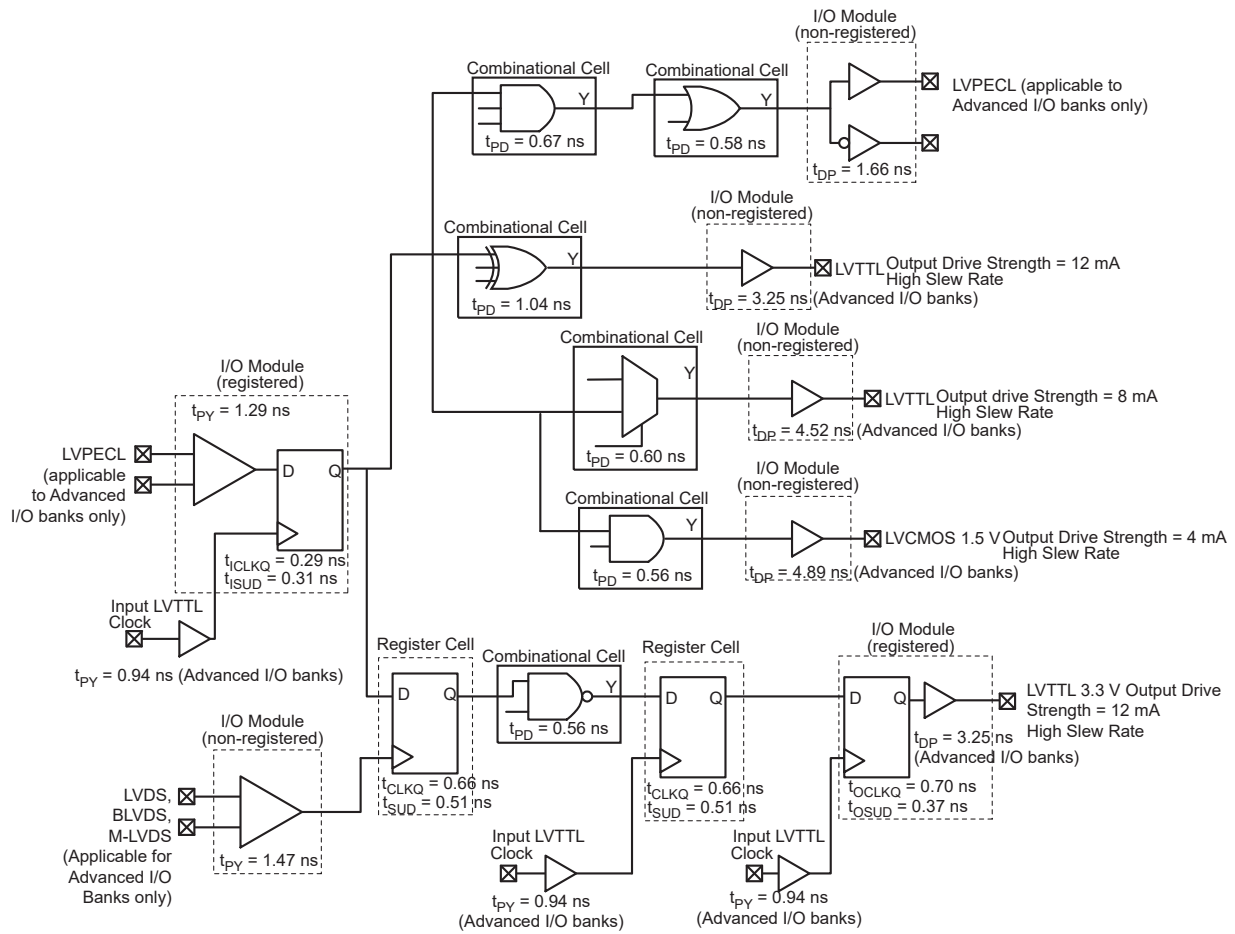 I/O Module
(non-registered)
Combinational Cell
Y
tPD = 0.67 ns
Combinational Cell
Y
tPD = 0.58 ns
tDP = 1.66 ns
LVPECL (applicable to
Advanced I/O banks only)
I/O Module
(non-registered)
Combinational Cell
Y
tPD = 1.04 ns
tDP = 3.25 ns (Advanced I/O banks)
LVTTL Output Drive Strength = 12 mA
High Slew Rate
I/O Module
(non-registered)
Combinational Cell
Y
tPD = 0.60 ns
tDP = 4.52 ns (Advanced I/O banks)
LVTTL Output drive Strength = 8 mA
High Slew Rate
I/O Module
(non-registered)
Combinational Cell
Y
tPD = 0.56 ns
tDP = 4.89 ns (Advanced I/O banks)
LVCMOS 1.5 V Output Drive Strength = 4 mA
High Slew Rate
I/O Module
(registered)
tPY = 1.29 ns
LVPECL
(applicable
to Advanced
I/O banks only)
D
Q
tICLKQ = 0.29 ns
tISUD = 0.31 ns
Input LVTTL
Clock
tPY = 0.94 ns (Advanced I/O banks)
I/O Module
(non-registered)
LVDS,
BLVDS,
M-LVDS
(Applicable for
Advanced I/O
Banks only)
tPY = 1.47 ns
Register Cell
D
Q
tCLKQ = 0.66 ns
tSUD = 0.51 ns
Combinational Cell
Y
tPD = 0.56 ns
Register Cell
D
Q
tCLKQ = 0.66 ns
tSUD = 0.51 ns
Input LVTTL
Clock
tPY = 0.94 ns
(Advanced I/O banks)
I/O Module
(registered)
D
Q
tDP = 3.25 ns
(Advanced I/O banks)
tOCLKQ = 0.70 ns
tOSUD = 0.37 ns
LVTTL 3.3 V Output Drive
Strength = 12 mA
High Slew Rate
Input LVTTL
Clock
tPY = 0.94 ns
(Advanced I/O banks)